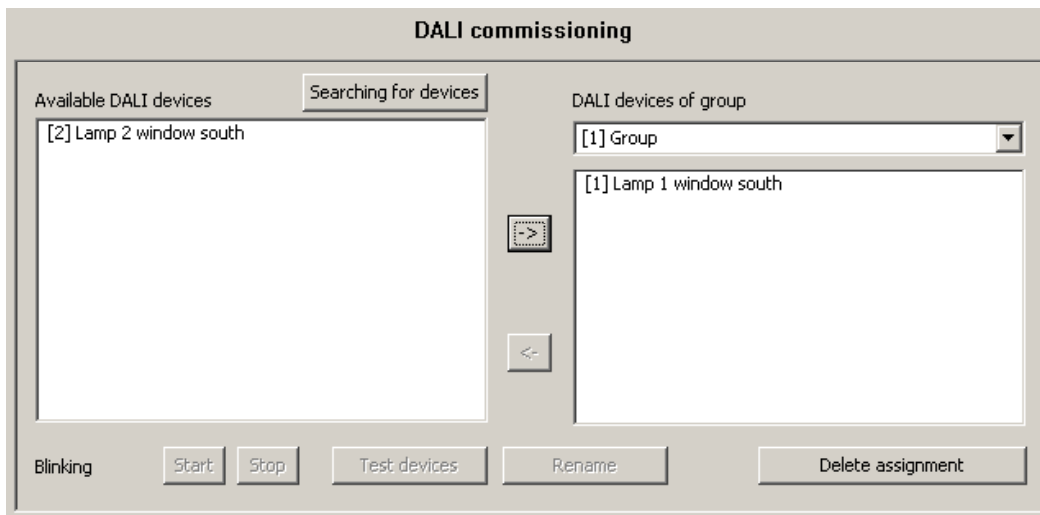 DALI commissioning
Available DALI devices
Searching for devices
[2] Lamp 2 window south
DALI devices of group
[1] Group
[1] Lamp 1 window south
->
<-
Blinking
Start
Stop
Test devices
Rename
Delete assignment